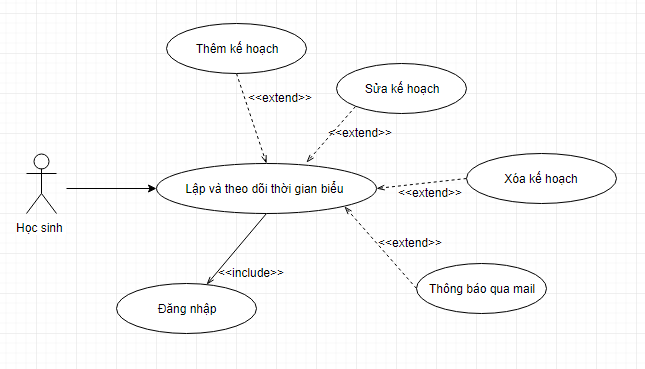 Thêm kế hoạch
Sửa kế hoạch
<<extend>>
<<extend>>
Lập và theo dõi thời gian biểu
Xóa kế hoạch
<<extend>>
Học sinh
<<extend>>
<<include>>
Thông báo qua mail
Đăng nhập